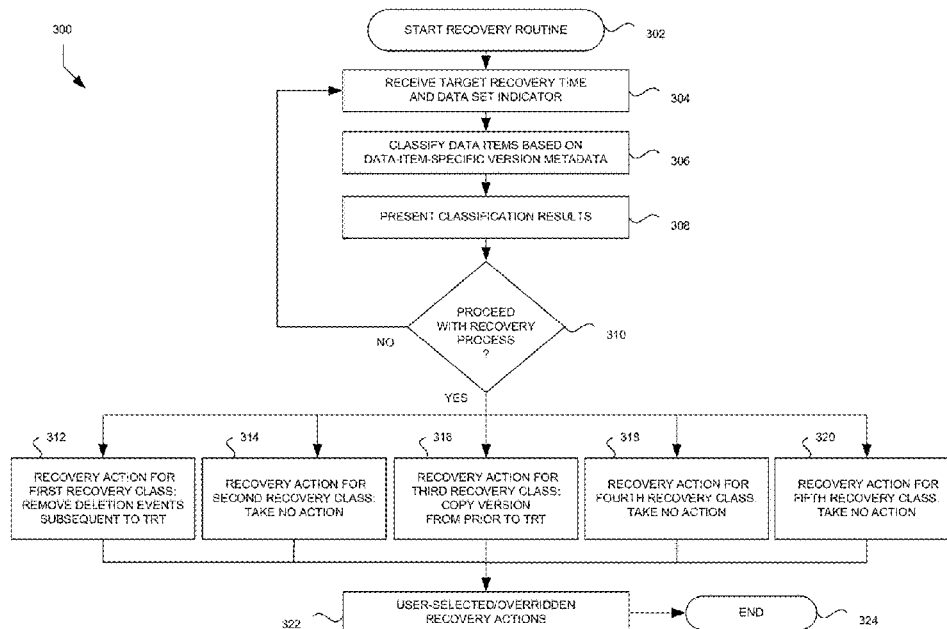 300
START RECOVERY ROUTINE
302
RECEIVE TARGET RECOVERY TIME
AND DATA SET INDICATOR
304
CLASSIFY DATA ITEMS BASED ON
DATA-ITEM-SPECIFIC VERSION METADATA
306
PRESENT CLASSIFICATION RESULTS
308
PROCEED
WITH RECOVERY
PROCESS
?
310
NO
YES
312
RECOVERY ACTION FOR
FIRST RECOVERY CLASS:
REMOVE DELETION EVENTS
SUBSEQUENT TO TRT
314
RECOVERY ACTION FOR
SECOND RECOVERY CLASS:
TAKE NO ACTION
316
RECOVERY ACTION FOR
THIRD RECOVERY CLASS:
COPY VERSION
FROM PRIOR TO TRT
318
RECOVERY ACTION FOR
FOURTH RECOVERY CLASS:
TAKE NO ACTION
320
RECOVERY ACTION FOR
FIFTH RECOVERY CLASS:
TAKE NO ACTION
322
USER-SELECTED/OVERRIDDEN
RECOVERY ACTIONS
END
324